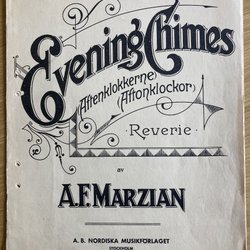 Evening Chimes
Aftenklokkerne
(Aftonklockor)
Reverie.
AV
A.F. MARZIAN
A. B. NORDISKA MUSIKFÖRLAGET
STOCKHOLM